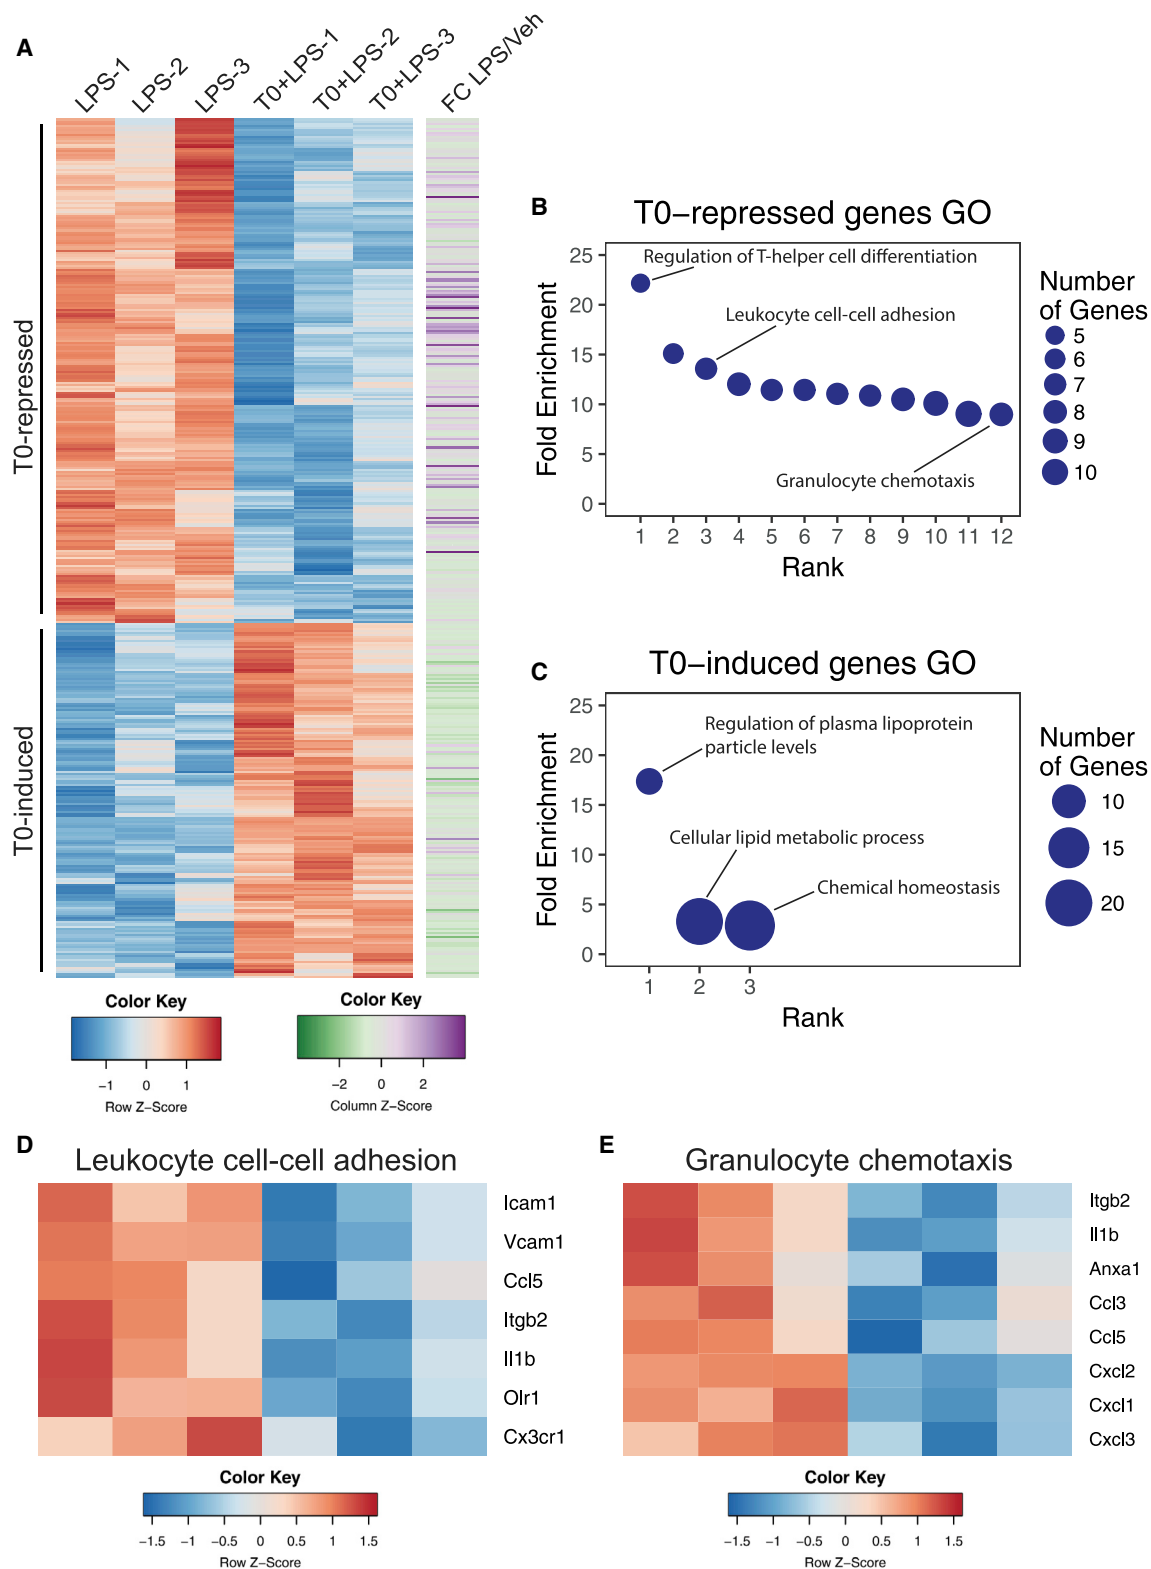 A
LPS-1
LPS-2
LPS-3
T0+LPS-1
T0+LPS-2
T0+LPS-3
FC LPS/Veh
T0-repressed
T0-induced
Color Key
−1 0 1
Row Z−Score
Color Key
−2 0 2
Column Z−Score
B
T0−repressed genes GO
Fold Enrichment
25
20
15
10
5
0
Regulation of T-helper cell differentiation
Leukocyte cell-cell adhesion
Granulocyte chemotaxis
1 2 3 4 5 6 7 8 9 10 11 12
Rank
Number
of Genes
5
6
7
8
9
10
C
T0−induced genes GO
Fold Enrichment
25
20
15
10
5
0
Regulation of plasma lipoprotein
particle levels
Cellular lipid metabolic process
Chemical homeostasis
1 2 3
Rank
Number
of Genes
10
15
20
D
Leukocyte cell-cell adhesion
Icam1
Vcam1
Ccl5
Itgb2
Il1b
Olr1
Cx3cr1
Color Key
−1.5 −1 −0.5 0 0.5 1 1.5
Row Z−Score
E
Granulocyte chemotaxis
Itgb2
Il1b
Anxa1
Ccl3
Ccl5
Cxcl2
Cxcl1
Cxcl3
Color Key
−1.5 −1 −0.5 0 0.5 1 1.5
Row Z−Score